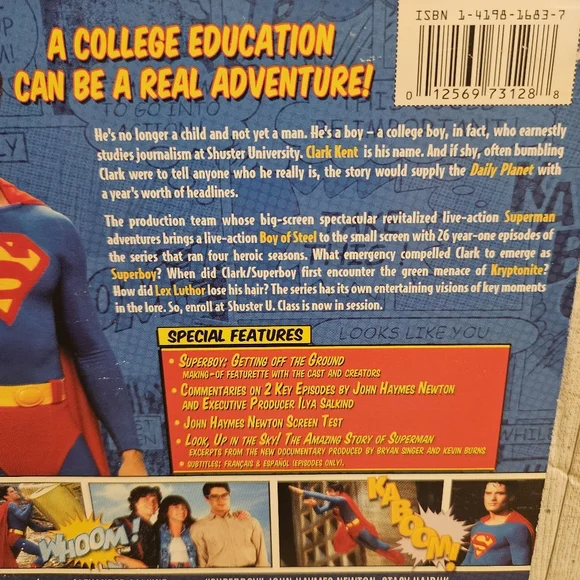 ISBN 1-4198-1683-7
0 12569 73128 8
A COLLEGE EDUCATION
CAN BE A REAL ADVENTURE!
He's no longer a child and not yet a man. He's a boy – a college boy, in fact, who earnestly
studies journalism at Shuster University. Clark Kent is his name. And if shy, often bumbling
Clark were to tell anyone who he really is, the story would supply the Daily Planet with
a year's worth of headlines.
The production team whose big-screen spectacular revitalized live-action Superman
adventures brings a live-action Boy of Steel to the small screen with 26 year-one episodes of
the series that ran four heroic seasons. What emergency compelled Clark to emerge as
Superboy? When did Clark/Superboy first encounter the green menace of Kryptonite?
How did Lex Luthor lose his hair? The series has its own entertaining visions of key moments
in the lore. So, enroll at Shuster U. Class is now in session.
SPECIAL FEATURES
LOOKS LIKE YOU
• SUPERBOY: GETTING OFF THE GROUND
MAKING-OF FEATURETTE WITH THE CAST AND CREATORS
• COMMENTARIES ON 2 KEY EPISODES BY JOHN HAYMES NEWTON
AND EXECUTIVE PRODUCER ILYA SALKIND
• JOHN HAYMES NEWTON SCREEN TEST
• LOOK, UP IN THE SKY! THE AMAZING STORY OF SUPERMAN
EXCERPTS FROM THE NEW DOCUMENTARY PRODUCED BY BRYAN SINGER AND KEVIN BURNS
• SUBTITLES: FRANÇAIS & ESPAÑOL (EPISODES ONLY).
WHOOM!
KABOOM!